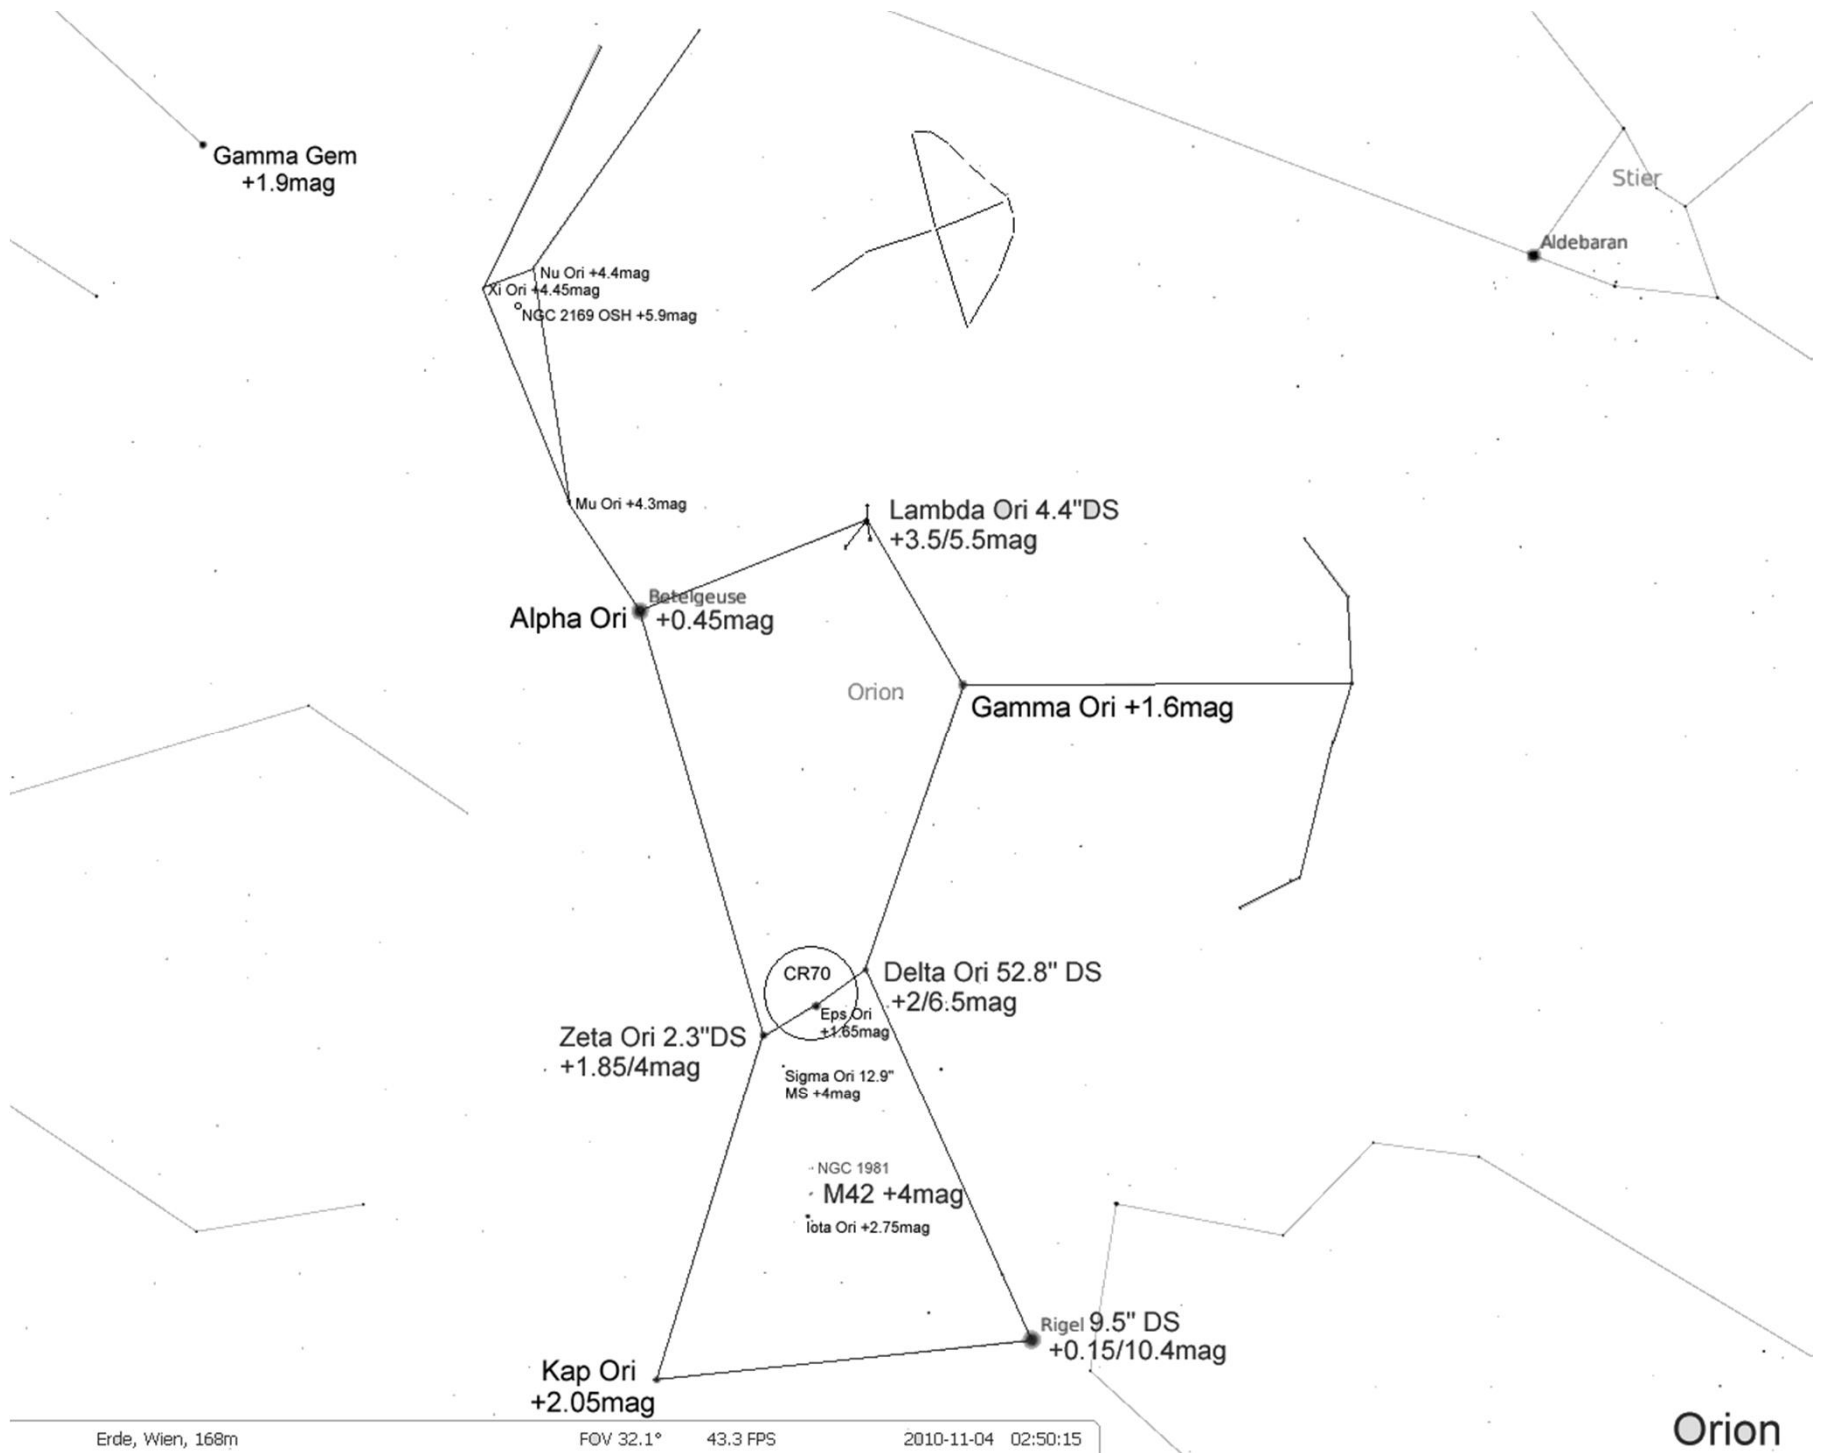 Gamma Gem
+1.9mag
Stier
Aldebaran
Nu Ori +4.4mag
Xi Ori +4.45mag
NGC 2169 OSH +5.9mag
Mu Ori +4.3mag
Lambda Ori 4.4"DS
+3.5/5.5mag
Betelgeuse
Alpha Ori
+0.45mag
Orion
Gamma Ori +1.6mag
CR70
Delta Ori 52.8" DS
+2/6.5mag
Eps Ori
+1.65mag
Zeta Ori 2.3"DS
+1.85/4mag
Sigma Ori 12.9"
MS +4mag
NGC 1981
M42 +4mag
Iota Ori +2.75mag
Rigel 9.5" DS
+0.15/10.4mag
Kap Ori
+2.05mag
Orion
Erde, Wien, 168m FOV 32.1° 43.3 FPS 2010-11-04 02:50:15